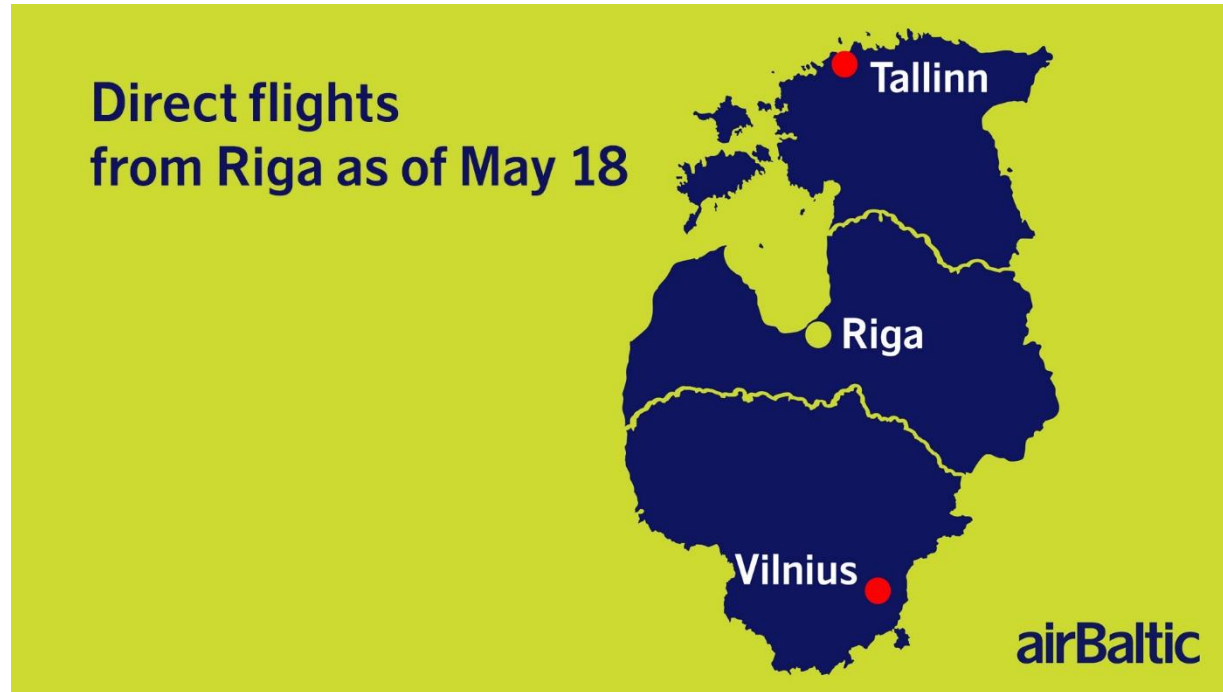 Direct flights
from Riga as of May 18
Tallinn
Riga
Vilnius
airBaltic